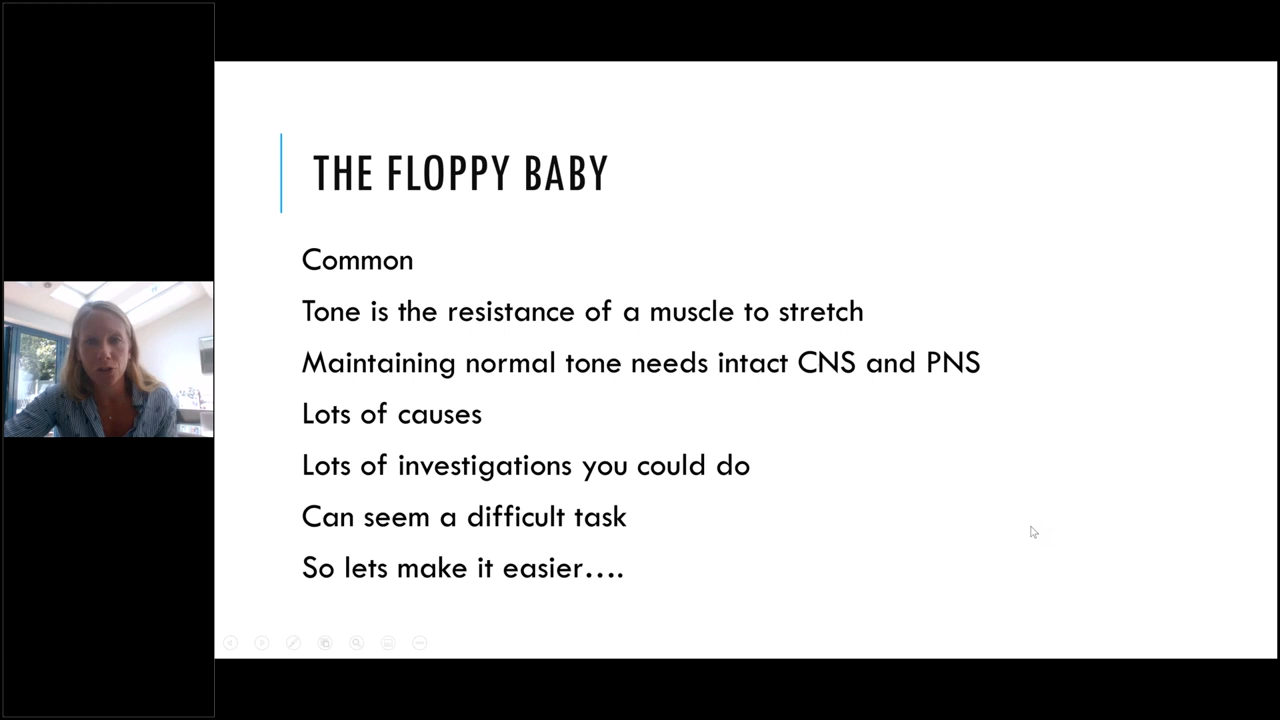 THE FLOPPY BABY
Common
Tone is the resistance of a muscle to stretch
Maintaining normal tone needs intact CNS and PNS
Lots of causes
Lots of investigations you could do
Can seem a difficult task
So lets make it easier....